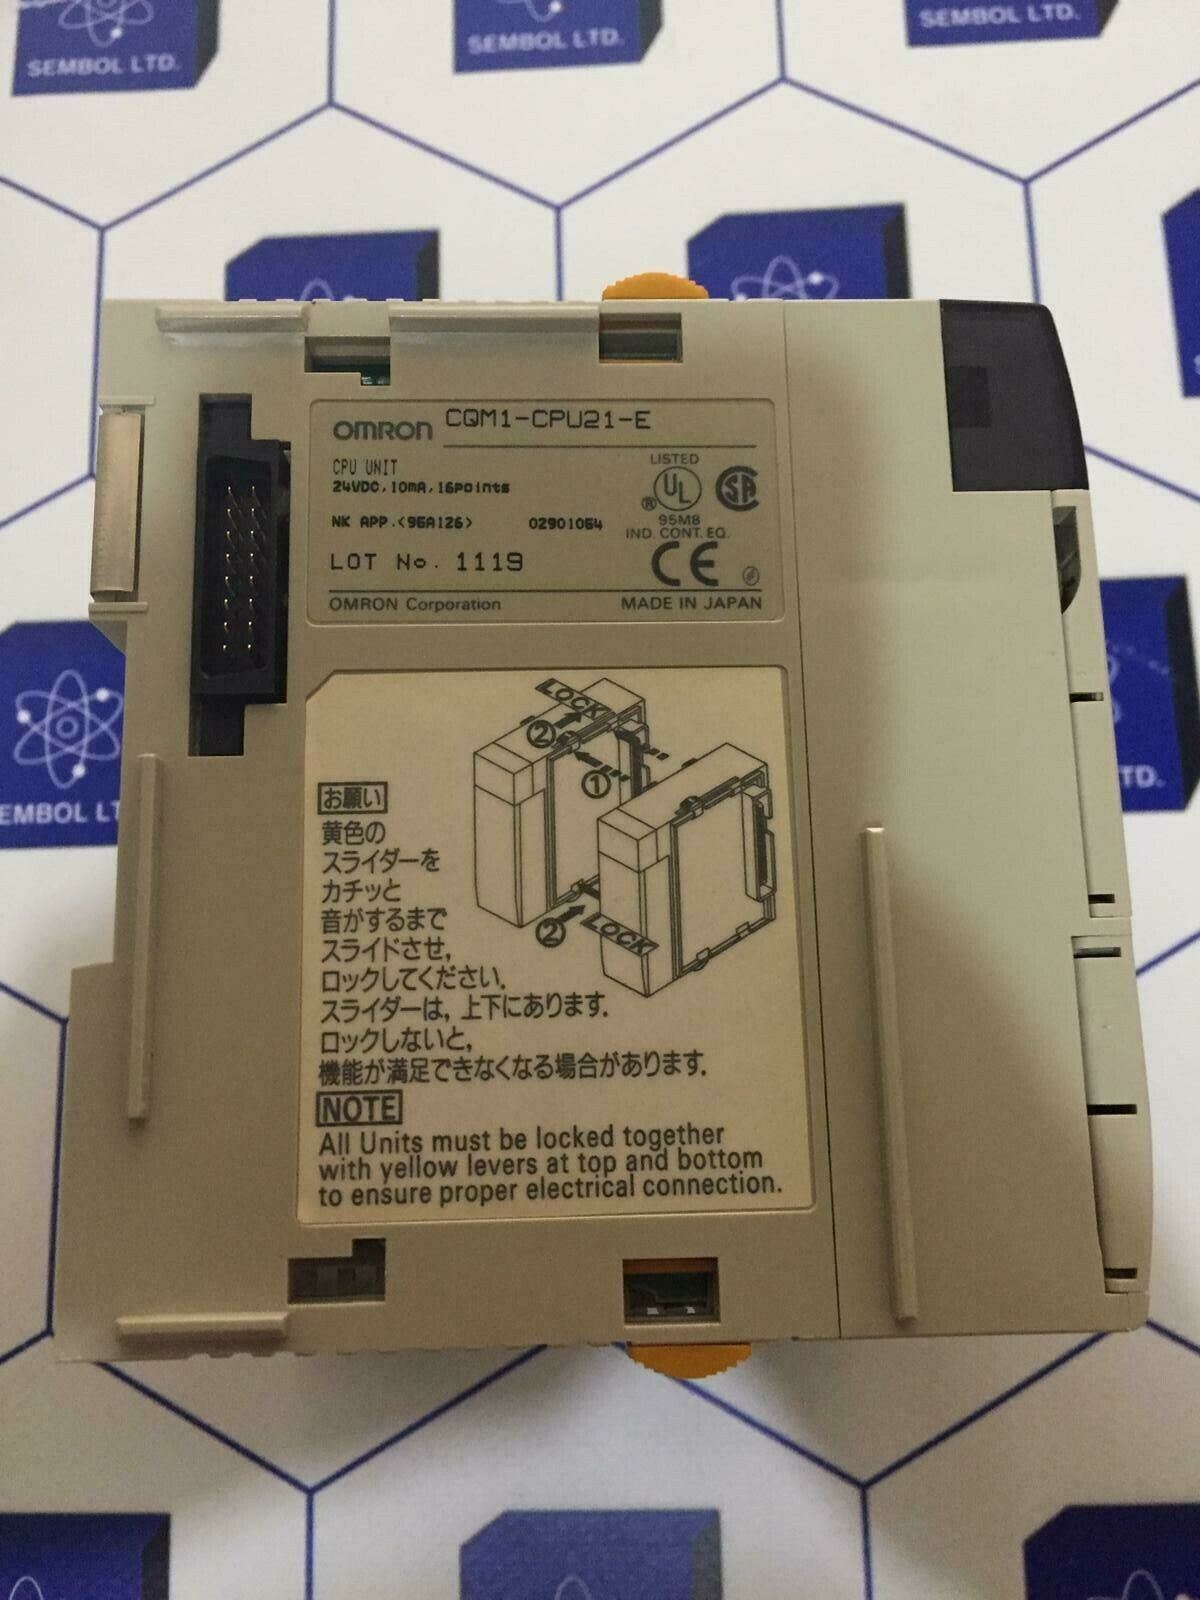 SEMBOL LTD.
SEMBOL LTD.
SEMBOL LTD.
OMRON CQM1-CPU21-E
CPU UNIT
24VDC,10mA,16points
LISTED
UL
®
SA
NK APP.<96A126> 02901064
95M8
IND. CONT. EQ.
LOT No. 1119
CE
OMRON Corporation MADE IN JAPAN
LOCK
②
①
②
LOCK
お願い
黄色の
スライダーを
カチッと
音がするまで
スライドさせ,
ロックしてください.
スライダーは, 上下にあります.
ロックしないと,
機能が満足できなくなる場合があります.
NOTE
All Units must be locked together
with yellow levers at top and bottom
to ensure proper electrical connection.
EMBOL LT
TD.